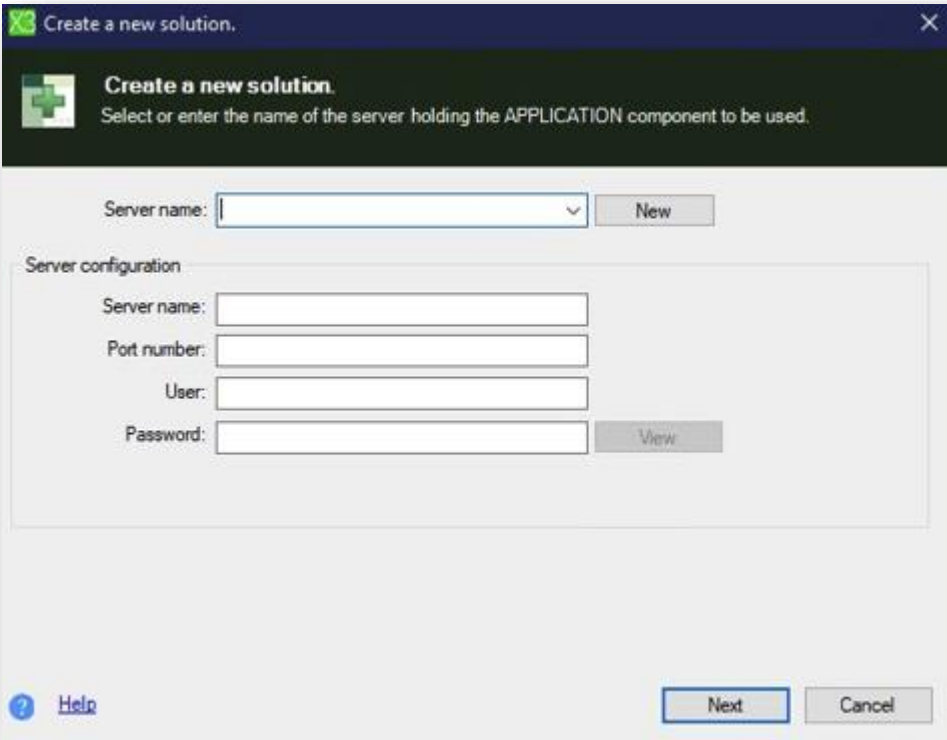 X3 Create a new solution.
Create a new solution.
Select or enter the name of the server holding the APPLICATION component to be used.
Server name: New
Server configuration
Server name:
Port number:
User:
Password: View
? Help Next Cancel